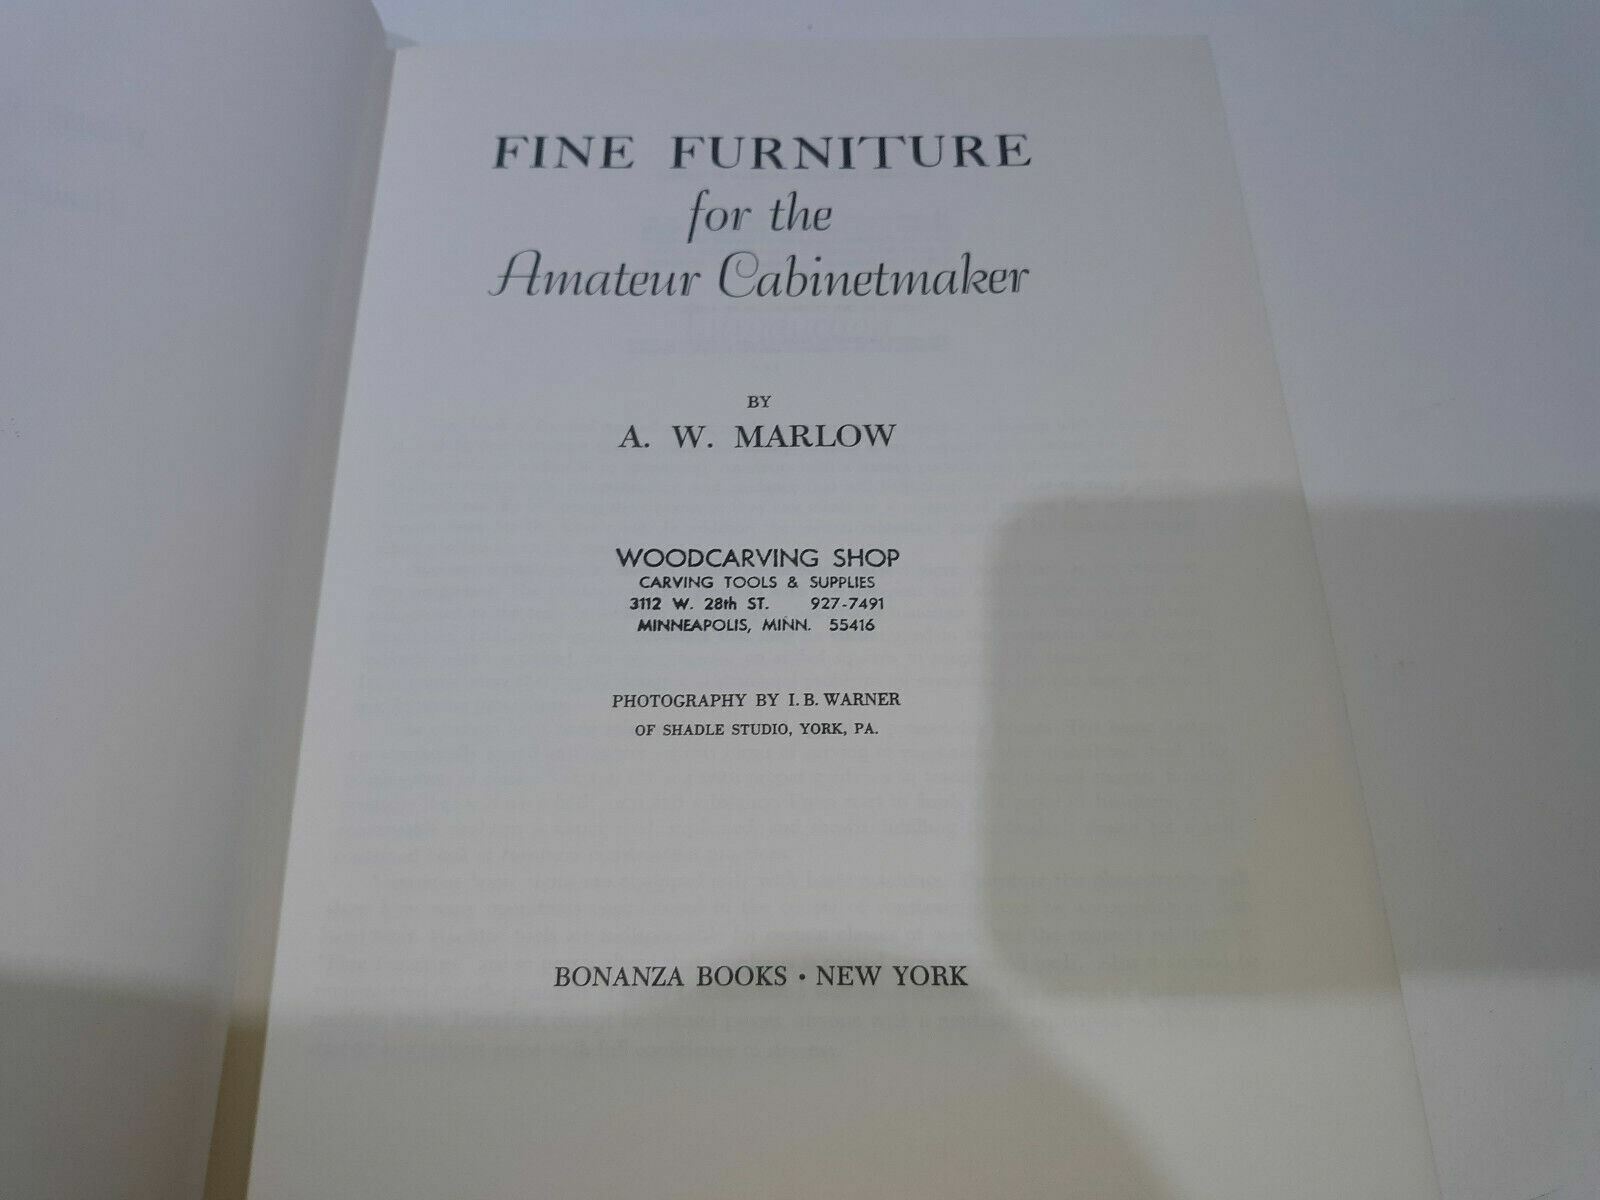 FINE FURNITURE
for the
Amateur Cabinetmaker
BY
A. W. MARLOW
WOODCARVING SHOP
CARVING TOOLS & SUPPLIES
3112 W. 28th ST. 927-7491
MINNEAPOLIS, MINN. 55416
PHOTOGRAPHY BY I. B. WARNER
OF SHADLE STUDIO, YORK, PA.
BONANZA BOOKS • NEW YORK